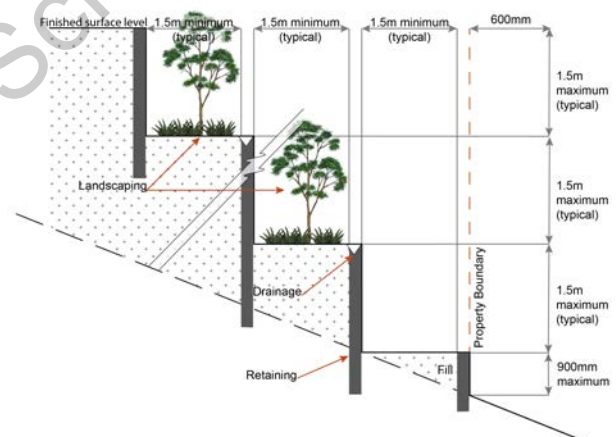 Finished surface level
1.5m minimum
(typical)
1.5m minimum
(typical)
1.5m minimum
(typical)
600mm
1.5m
maximum
(typical)
Landscaping
1.5m
maximum
(typical)
Drainage
Property Boundary
1.5m
maximum
(typical)
Retaining
Fill
900mm
maximum